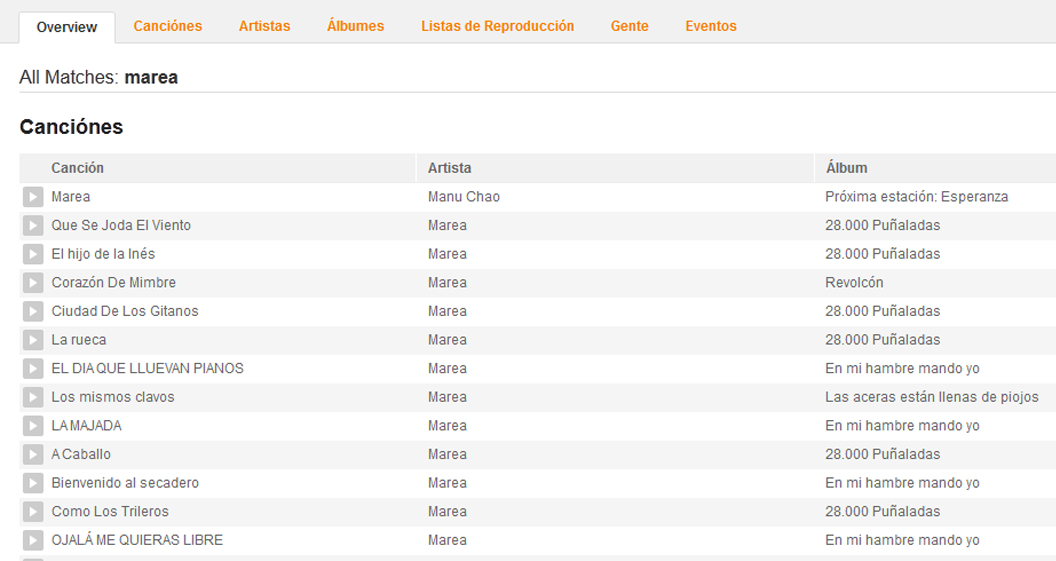 Overview Canciónes Artistas Álbumes Listas de Reproducción Gente Eventos
All Matches: marea
Canciónes
Canción Artista Álbum
Marea Manu Chao Próxima estación: Esperanza
Que Se Joda El Viento Marea 28.000 Puñaladas
El hijo de la Inés Marea 28.000 Puñaladas
Corazón De Mimbre Marea Revolcón
Ciudad De Los Gitanos Marea 28.000 Puñaladas
La rueca Marea 28.000 Puñaladas
EL DIA QUE LLUEVAN PIANOS Marea En mi hambre mando yo
Los mismos clavos Marea Las aceras están llenas de piojos
LA MAJADA Marea En mi hambre mando yo
A Caballo Marea 28.000 Puñaladas
Bienvenido al secadero Marea En mi hambre mando yo
Como Los Trileros Marea 28.000 Puñaladas
OJALÁ ME QUIERAS LIBRE Marea En mi hambre mando yo